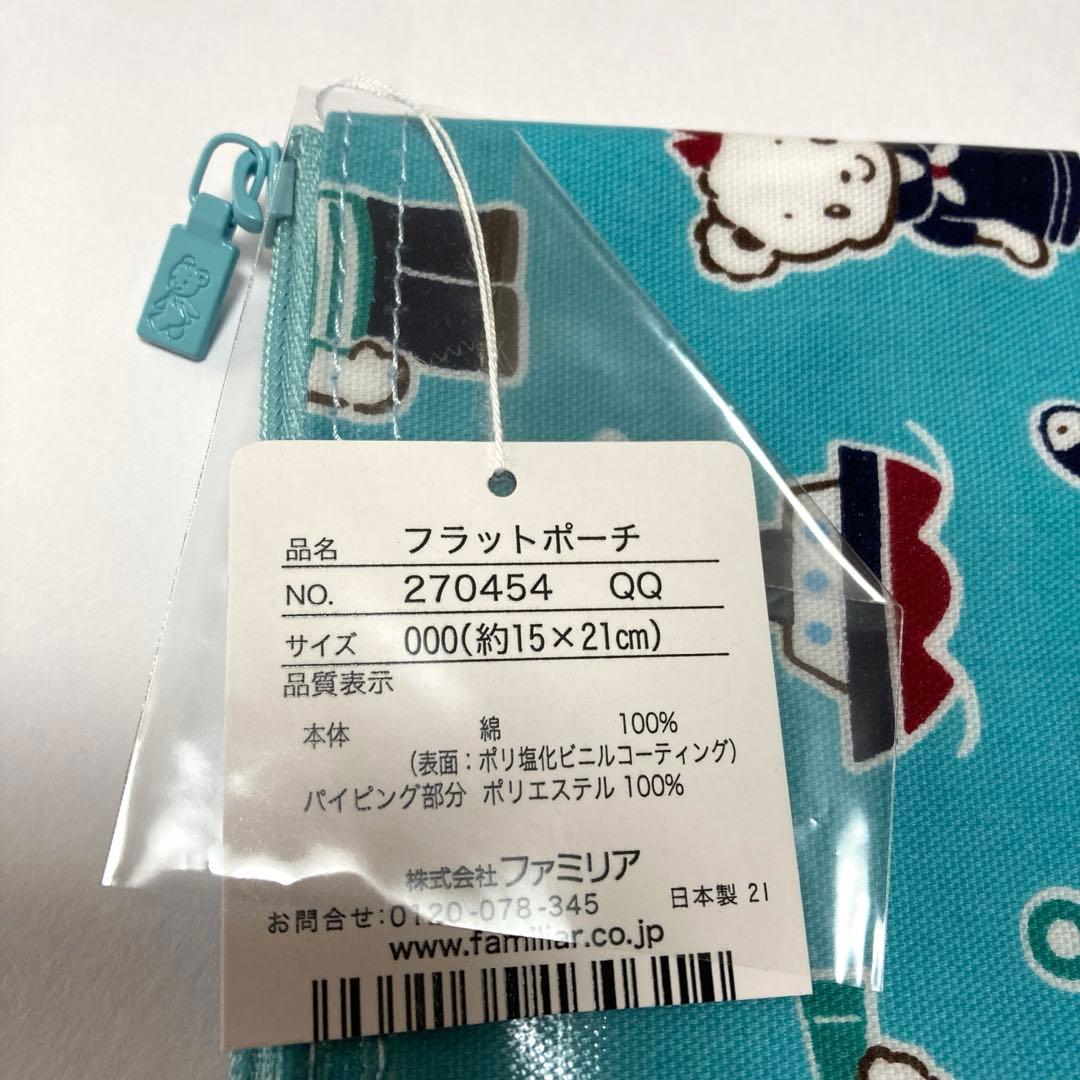 品名 フラットポーチ
NO. 270454 QQ
サイズ 000(約15×21㎝)
品質表示
本体 綿 100%
(表面：ポリ塩化ビニルコーティング)
パイピング部分 ポリエステル 100%
株式会社ファミリア
お問合せ：0120-078-345 日本製 21
www.familiar.co.jp